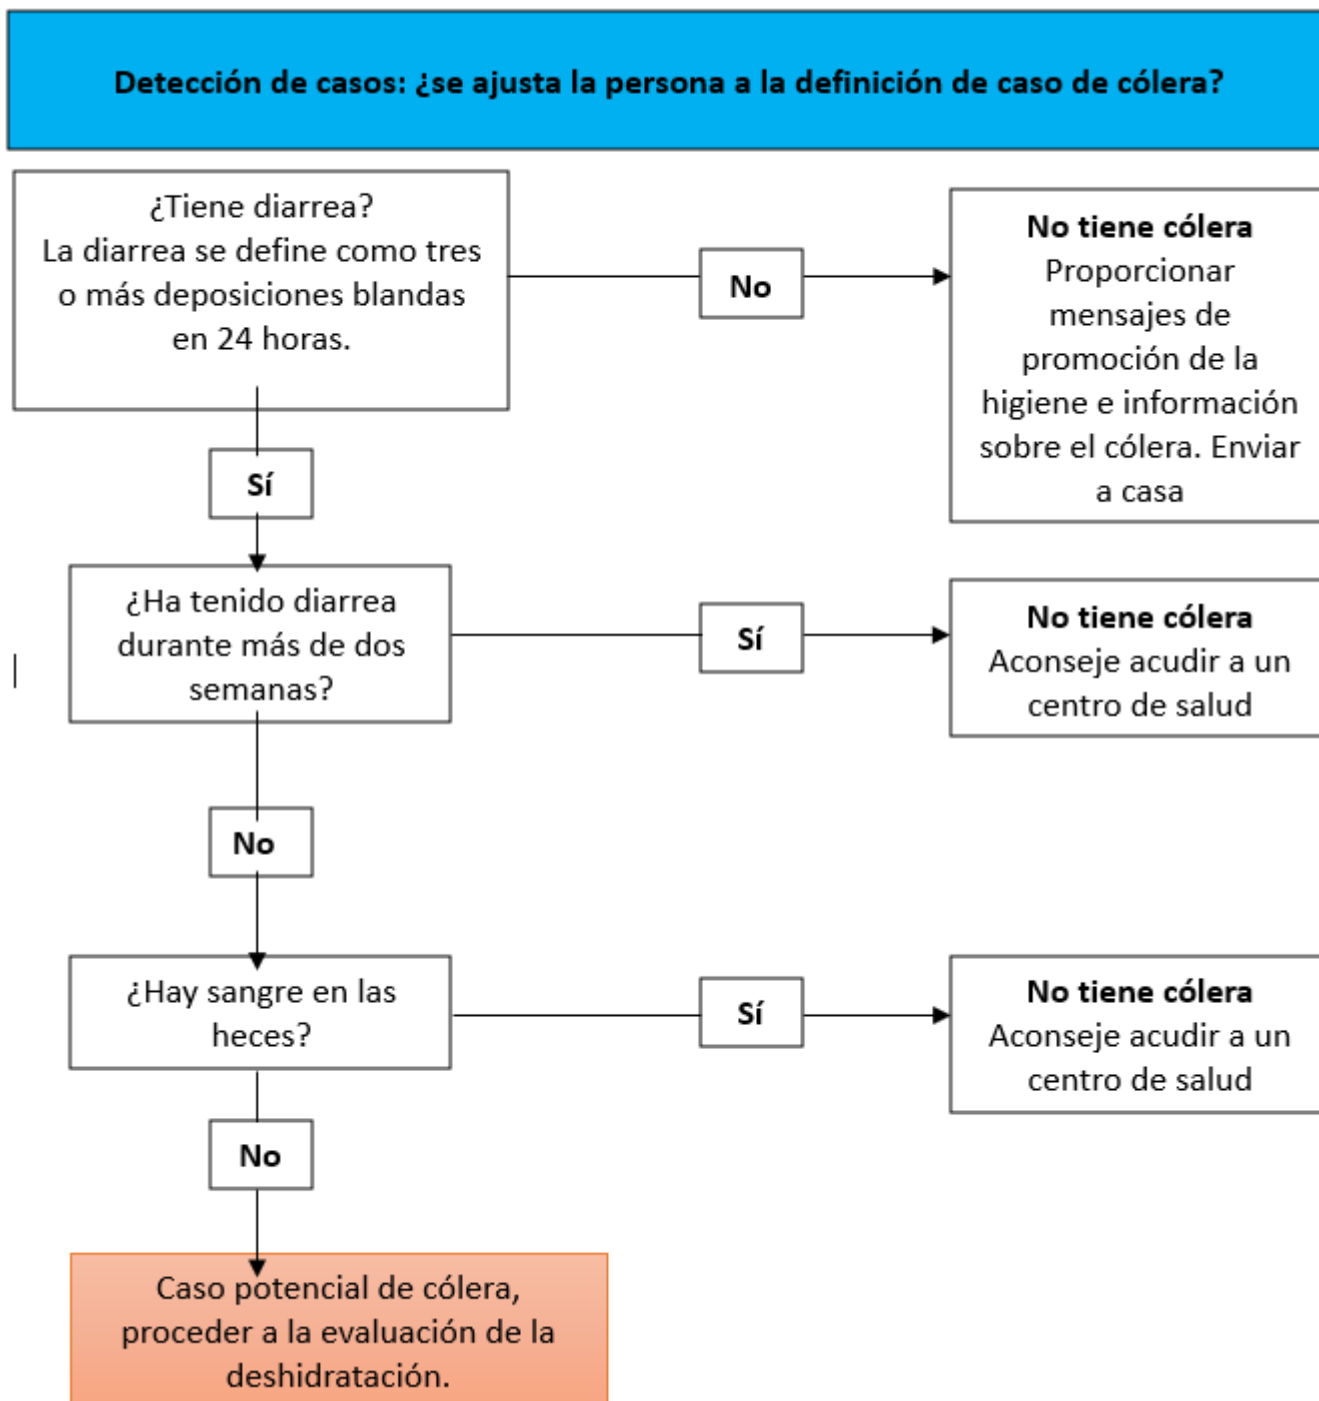 Detección de casos: ¿se ajusta la persona a la definición de caso de cólera?
¿Tiene diarrea?
La diarrea se define como tres
o más deposiciones blandas
en 24 horas.
No
No tiene cólera
Proporcionar
mensajes de
promoción de la
higiene e información
sobre el cólera. Enviar
a casa
Sí
¿Ha tenido diarrea
durante más de dos
semanas?
Sí
No tiene cólera
Aconseje acudir a un
centro de salud
No
¿Hay sangre en las
heces?
Sí
No tiene cólera
Aconseje acudir a un
centro de salud
No
Caso potencial de cólera,
proceder a la evaluación de la
deshidratación.